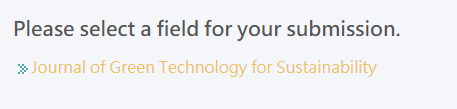 Please select a field for your submission.
Journal of Green Technology for Sustainability